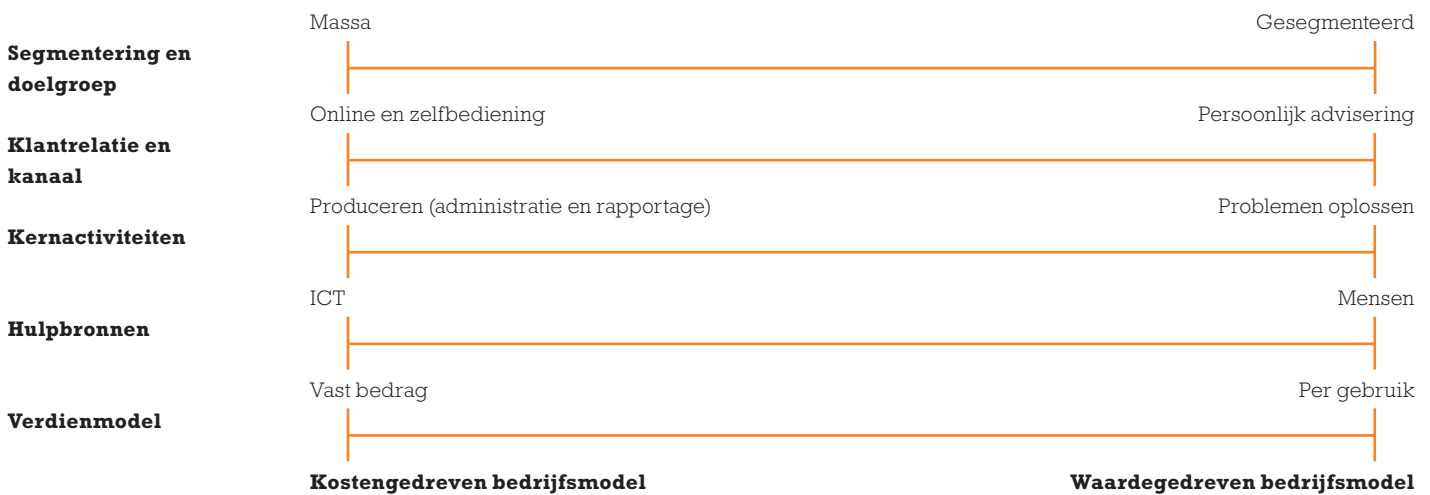 Massa
Gesegmenteerd
Segmentering en
doelgroep
Online en zelfbediening
Persoonlijk advisering
Klantrelatie en
kanaal
Produceren (administratie en rapportage)
Problemen oplossen
Kernactiviteiten
ICT
Mensen
Hulpbronnen
Vast bedrag
Per gebruik
Verdienmodel
Kostengedreven bedrijfsmodel
Waardegedreven bedrijfsmodel